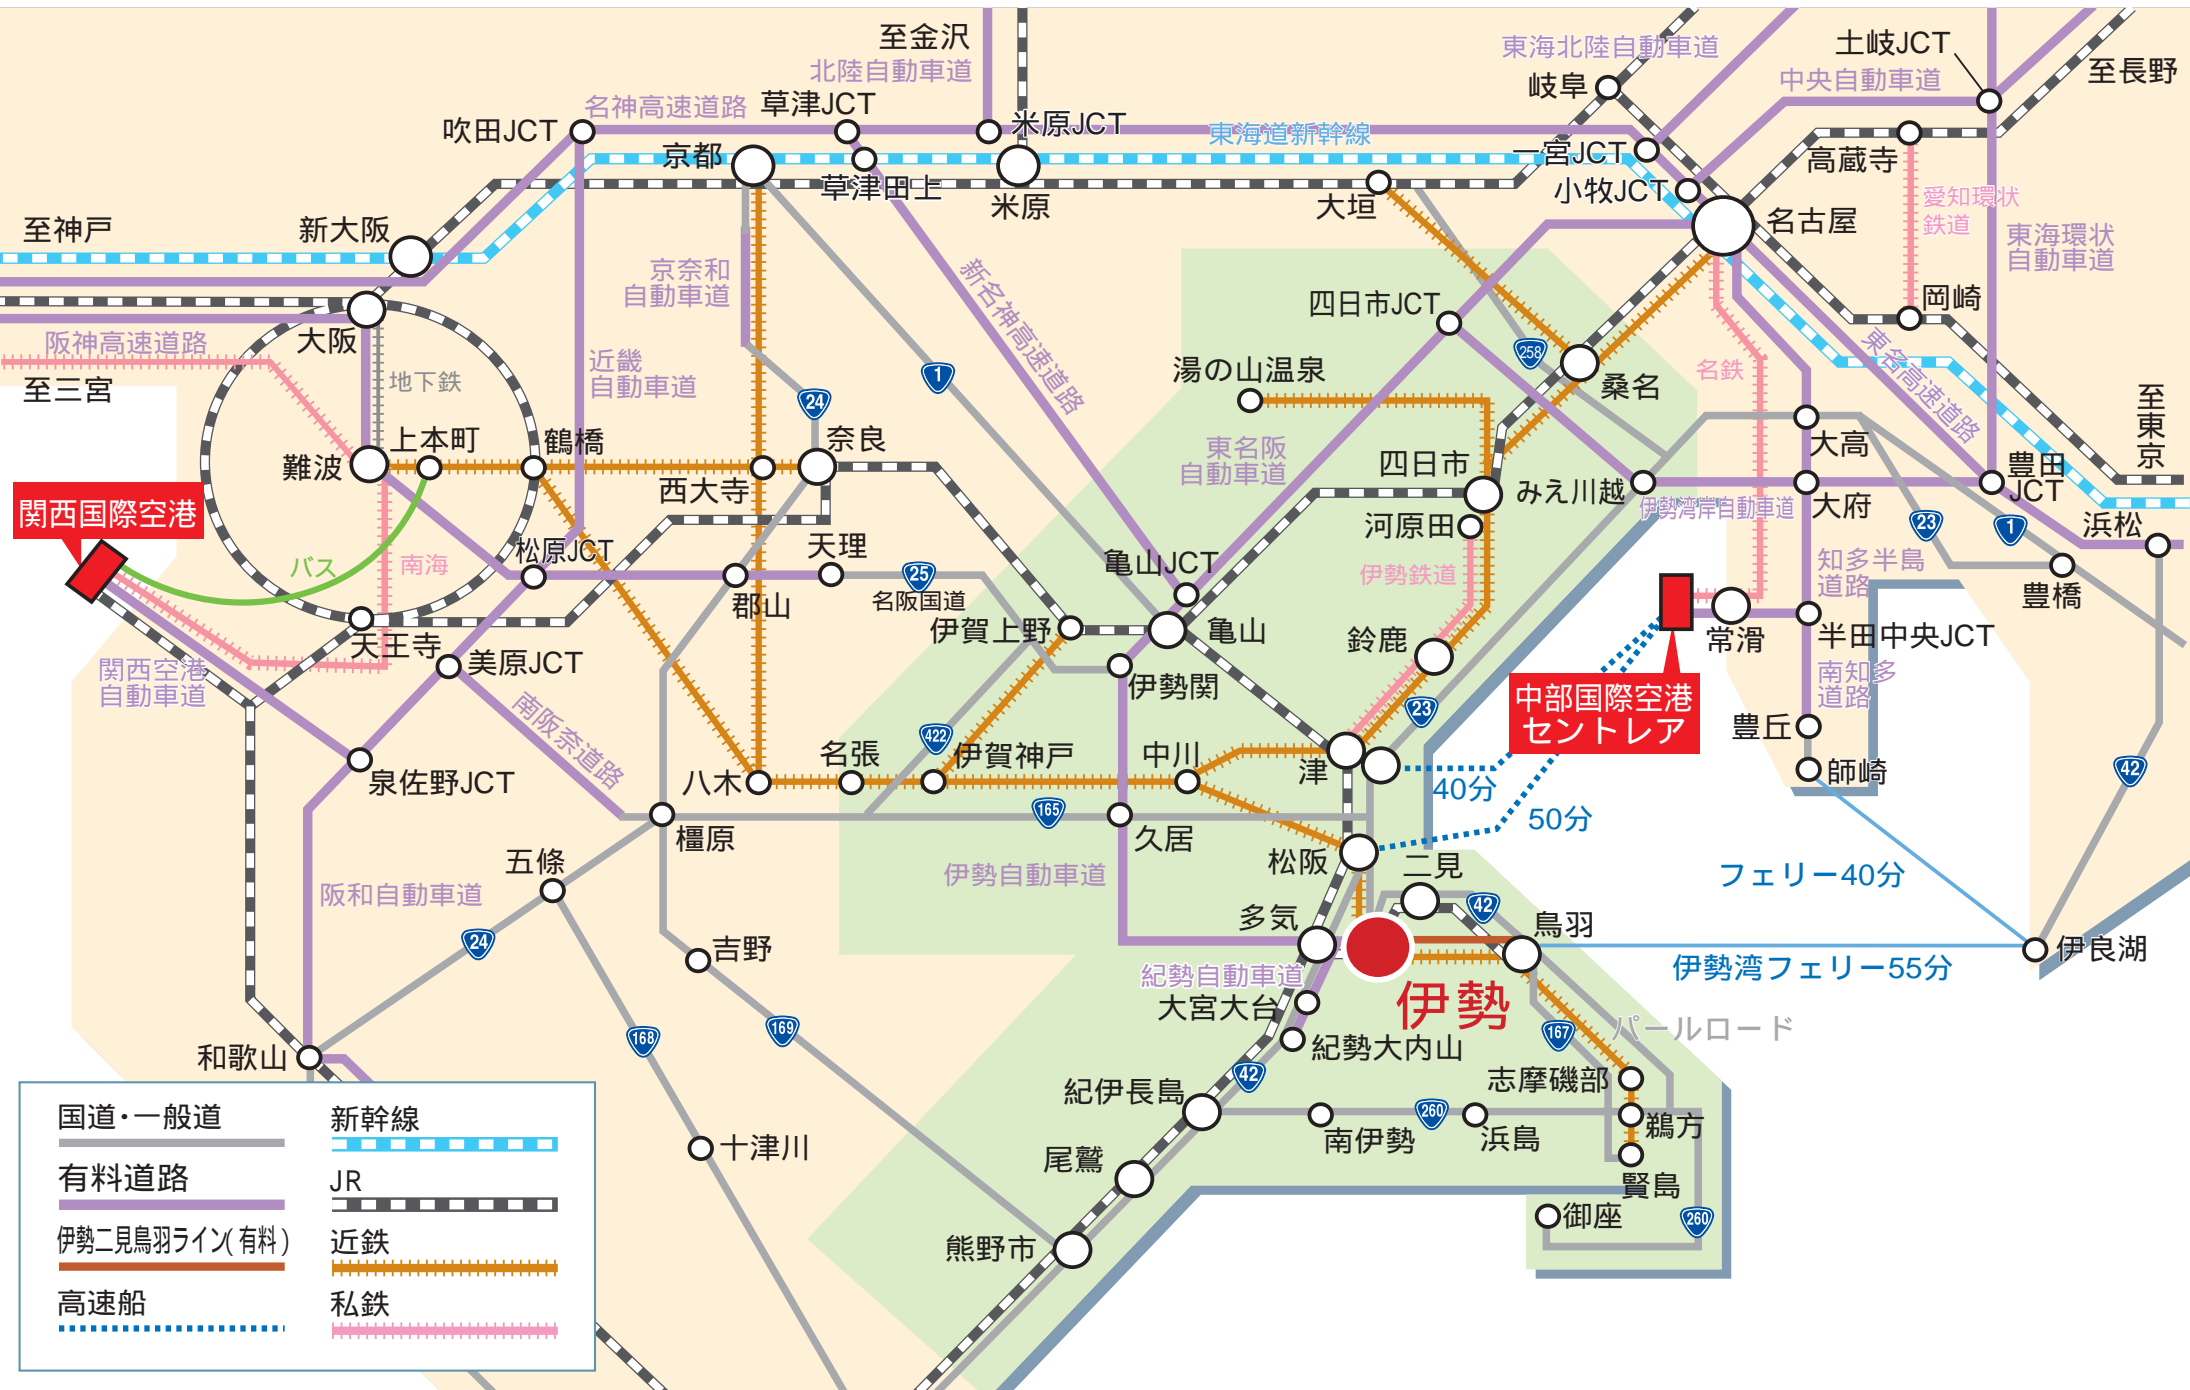 至金沢
北陸自動車道
東海北陸自動車道
土岐JCT
至長野
中央自動車道
岐阜
名神高速道路
草津JCT
吹田JCT
米原JCT
東海道新幹線
京都
一宮JCT
高蔵寺
草津田上
小牧JCT
米原
大垣
愛知環状
鉄道
至神戸
新大阪
名古屋
東海環状
自動車道
京奈和
自動車道
新名神高速道路
四日市JCT
岡崎
阪神高速道路
大阪
258
東名高速道路
近畿
自動車道
地下鉄
湯の山温泉
名鉄
1
桑名
至三宮
24
至東京
上本町
鶴橋
奈良
大高
東名阪
自動車道
四日市
難波
西大寺
みえ川越
豊田
JCT
伊勢湾岸自動車道
大府
関西国際空港
河原田
23
1
浜松
天理
松原JCT
亀山JCT
知多半島
道路
バス
南海
25
伊勢鉄道
名阪国道
郡山
豊橋
伊賀上野
亀山
鈴鹿
常滑
半田中央JCT
天王寺
美原JCT
関西空港
自動車道
伊勢関
南知多
道路
中部国際空港
セントレア
南阪奈道路
23
422
豊丘
名張
伊賀神戸
中川
八木
津
師崎
42
泉佐野JCT
40分
165
50分
橿原
久居
松阪
二見
五條
フェリー40分
阪和自動車道
伊勢自動車道
42
多気
鳥羽
24
吉野
伊良湖
紀勢自動車道
伊勢湾フェリー55分
大宮大台
伊勢
169
168
167
パールロード
和歌山
紀勢大内山
42
志摩磯部
紀伊長島
260
鵜方
南伊勢
浜島
十津川
尾鷲
賢島
御座
260
熊野市
国道・一般道
新幹線
有料道路
JR
伊勢二見鳥羽ライン(有料)
近鉄
高速船
私鉄